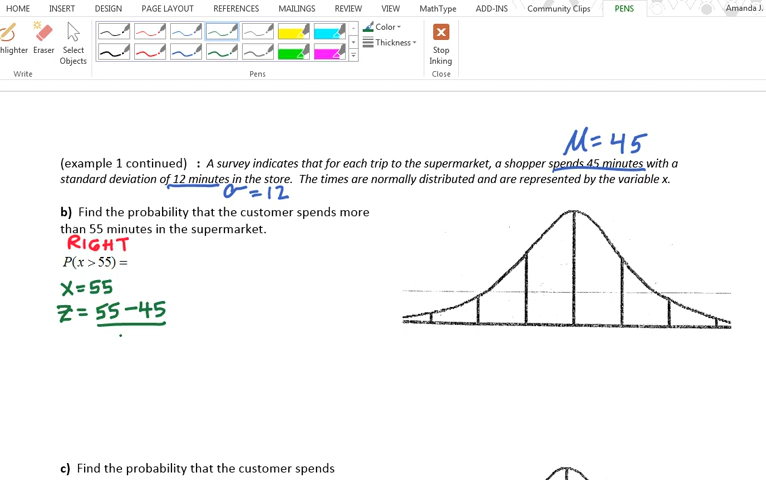 HOME INSERT DESIGN PAGE LAYOUT REFERENCES MAILINGS REVIEW VIEW MathType ADD-INS Community Clips PENS Amanda J.
hlighter Eraser Select Objects
Color
Thickness
Stop Inking
Write Pens Close
μ = 45
(example 1 continued) : A survey indicates that for each trip to the supermarket, a shopper spends 45 minutes with a
standard deviation of 12 minutes in the store. The times are normally distributed and are represented by the variable x.
σ = 12
b) Find the probability that the customer spends more
than 55 minutes in the supermarket.
RIGHT
P(x > 55) =
X = 55
Z = 55 - 45
c) Find the probability that the customer spends